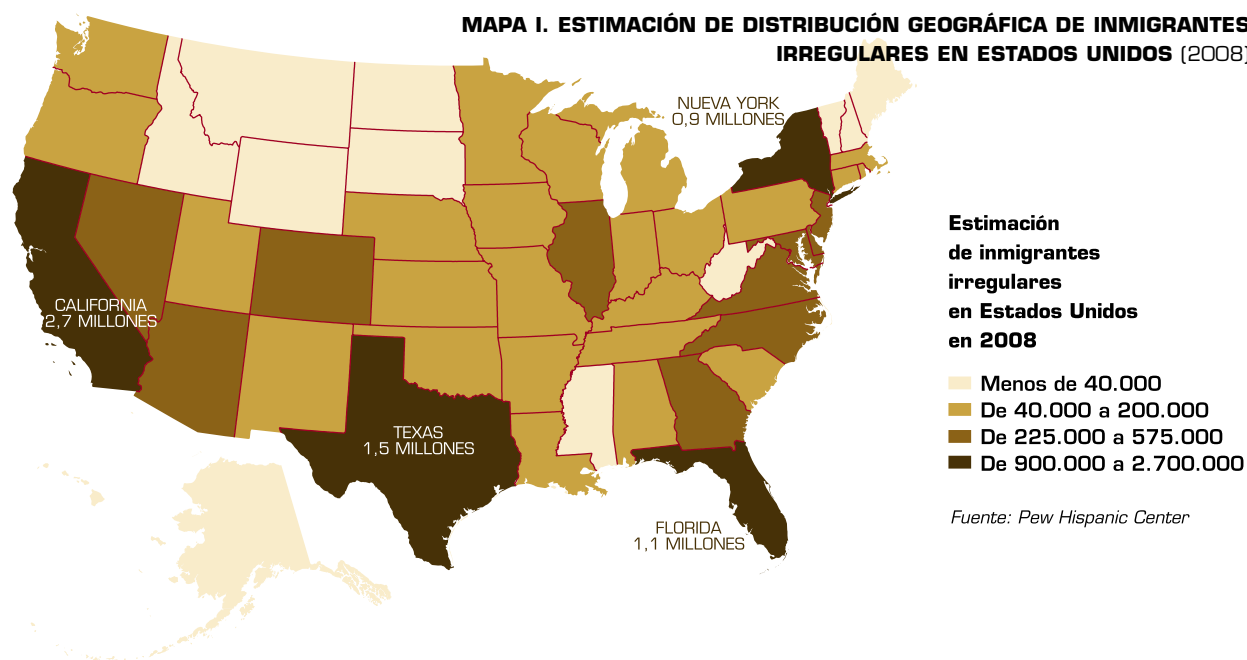 MAPA I. ESTIMACIÓN DE DISTRIBUCIÓN GEOGRÁFICA DE INMIGRANTES
IRREGULARES EN ESTADOS UNIDOS (2008)
NUEVA YORK
0,9 MILLONES
CALIFORNIA
2,7 MILLONES
TEXAS
1,5 MILLONES
FLORIDA
1,1 MILLONES
Estimación
de inmigrantes
irregulares
en Estados Unidos
en 2008
Menos de 40.000
De 40.000 a 200.000
De 225.000 a 575.000
De 900.000 a 2.700.000
Fuente: Pew Hispanic Center